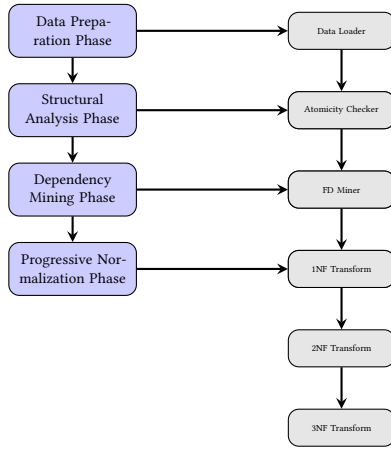 Data Prepa-
ration Phase
Data Loader
Structural
Analysis Phase
Atomicity Checker
Dependency
Mining Phase
FD Miner
Progressive Nor-
malization Phase
1NF Transform
2NF Transform
3NF Transform